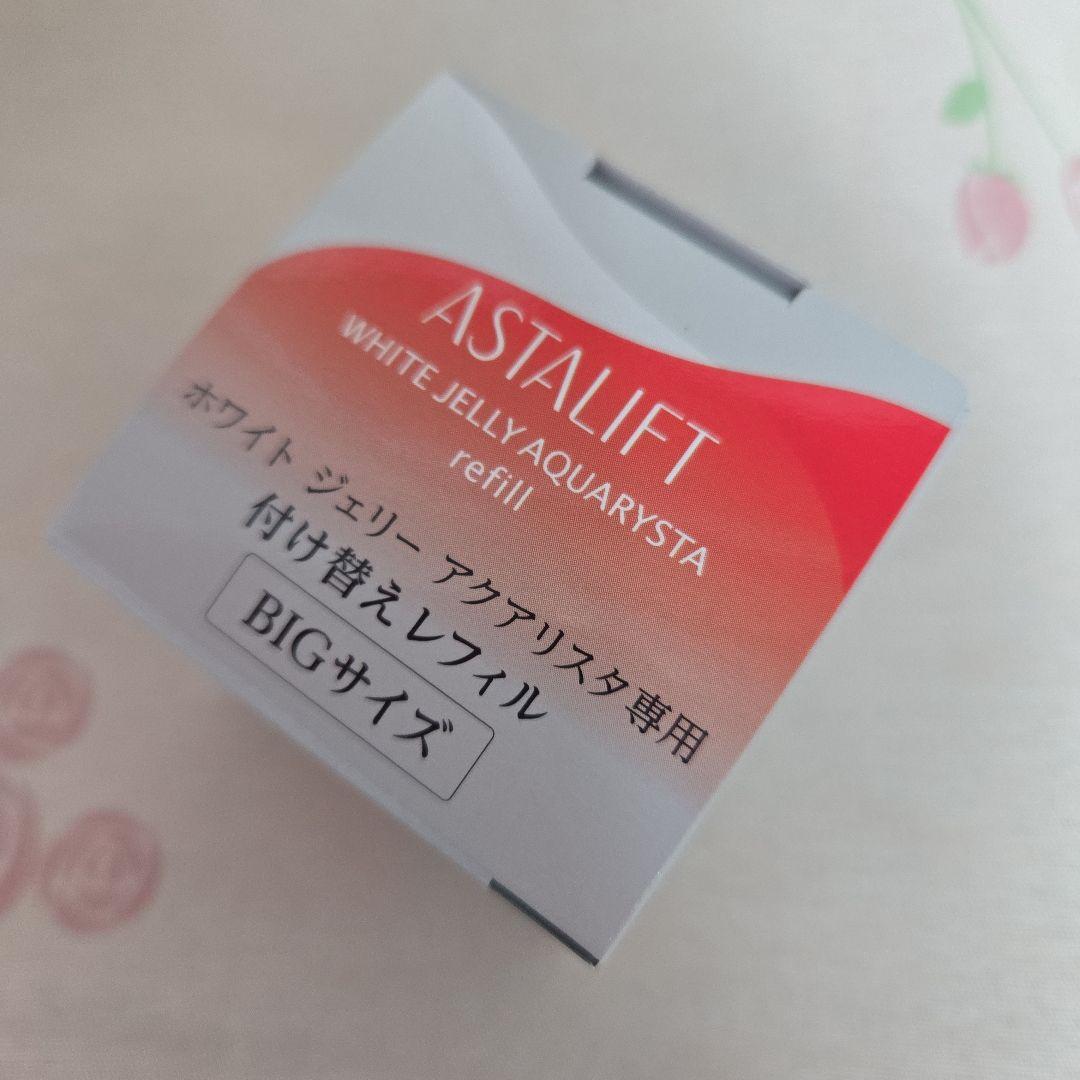 ASTALIFT
WHITE JELLY AQUARYSTA
refill
ホワイト ジェリー アクアリスタ専用
付け替えレフィル
BIGサイズ